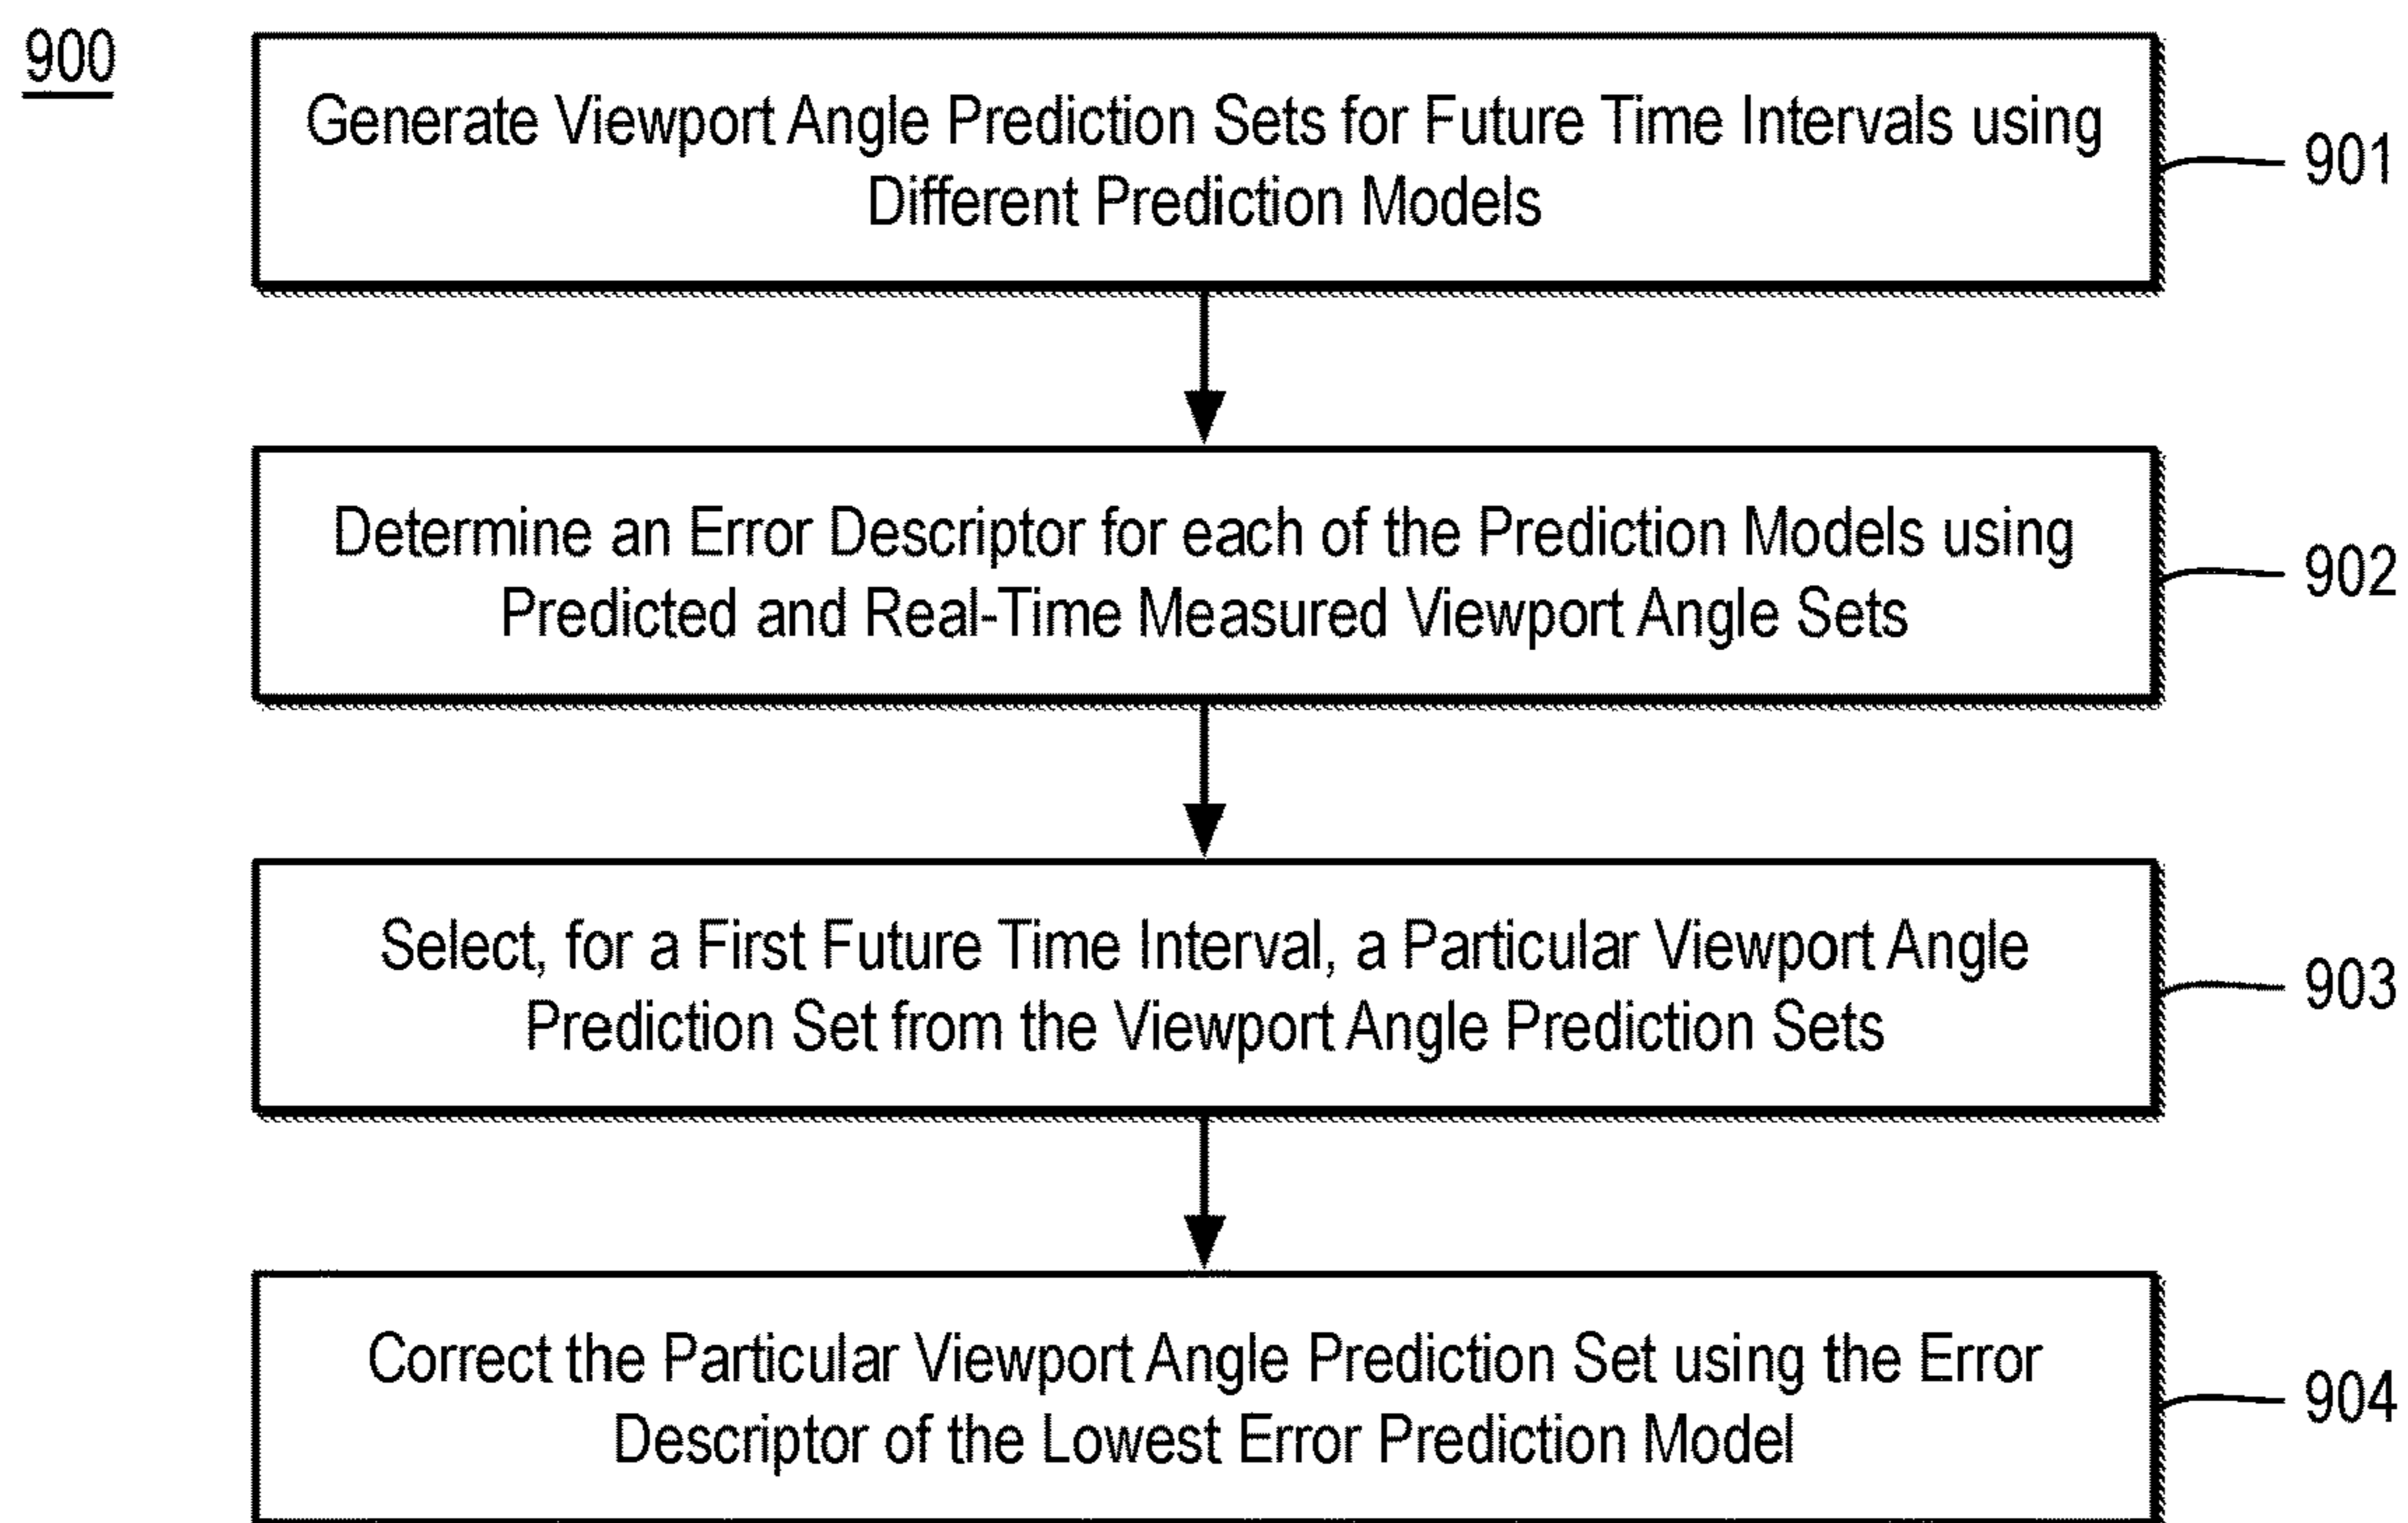 900
Generate Viewport Angle Prediction Sets for Future Time Intervals using
Different Prediction Models
901
Determine an Error Descriptor for each of the Prediction Models using
Predicted and Real-Time Measured Viewport Angle Sets
902
Select, for a First Future Time Interval, a Particular Viewport Angle
Prediction Set from the Viewport Angle Prediction Sets
903
Correct the Particular Viewport Angle Prediction Set using the Error
Descriptor of the Lowest Error Prediction Model
904